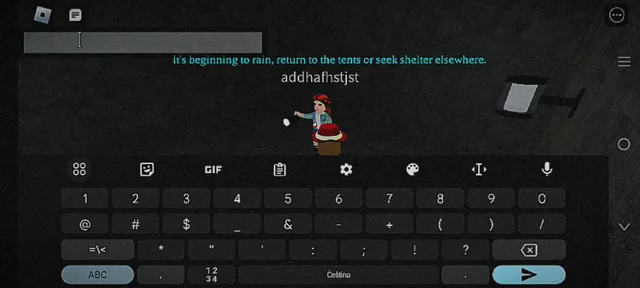 It's beginning to rain, return to the tents or seek shelter elsewhere.
addhafhstjst
GIF
1 2 3 4 5 6 7 8 9 0
@ # $ _ & - + ( ) /
=\< * " ' : ; ! ?
ABC , 12 34 Čeština .